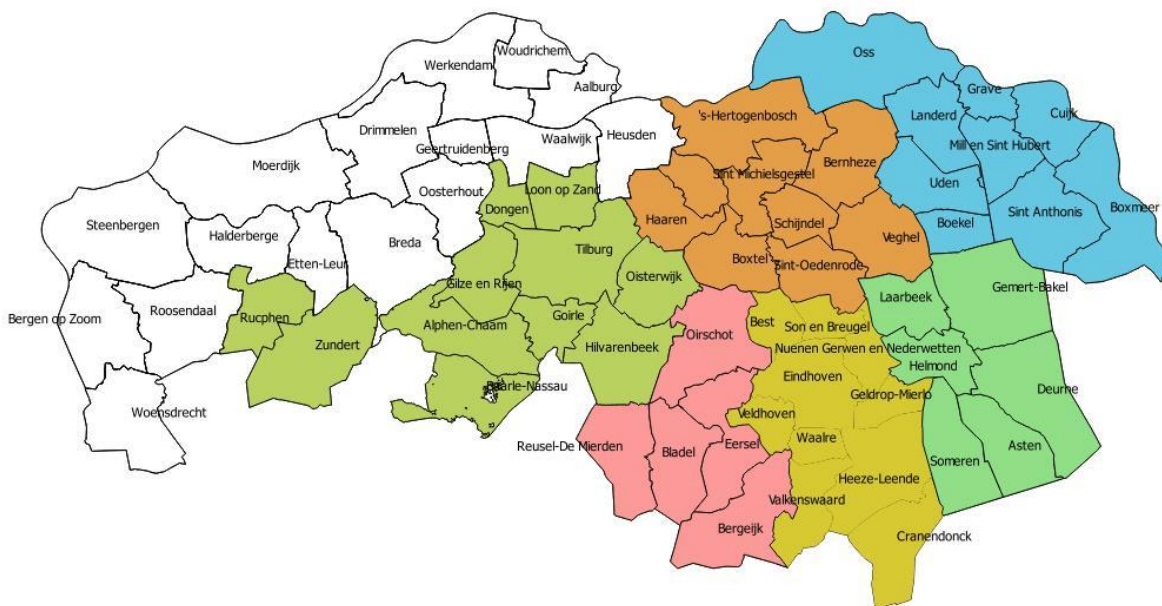 Woudrichem
Oss
Werkendam
Grave
Aalburg
's-Hertogenbosch
Landerd
Cuijk
Drimmelen
Heusden
Waalwijk
Geertruidenberg
Mill en Sint Hubert
Moerdijk
Bernheze
Sint Michielsgestel
Uden
Oosterhout
Loon op Zand
Dongen
Haaren
Schijndel
Sint Anthonis
Boxmeer
Boekel
Steenbergen
Halderberge
Breda
Tilburg
Veghel
Etten-Leur
Boxtel
Sint-Oedenrode
Oisterwijk
Gilze en Rijen
Gemert-Bakel
Laarbeek
Roosendaal
Bergen op Zoom
Rucphen
Goirle
Alphen-Chaam
Best
Son en Breugel
Oirschot
Zundert
Hilvarenbeek
Nuenen Gerwen en Nederwetten
Helmond
Eindhoven
Baarle-Nassau
Deurne
Geldrop-Mierlo
Woensdrecht
Veldhoven
Waalre
Reusel-De Mierden
Bladel
Eersel
Asten
Someren
Heeze-Leende
Valkenswaard
Bergeijk
Cranendonck